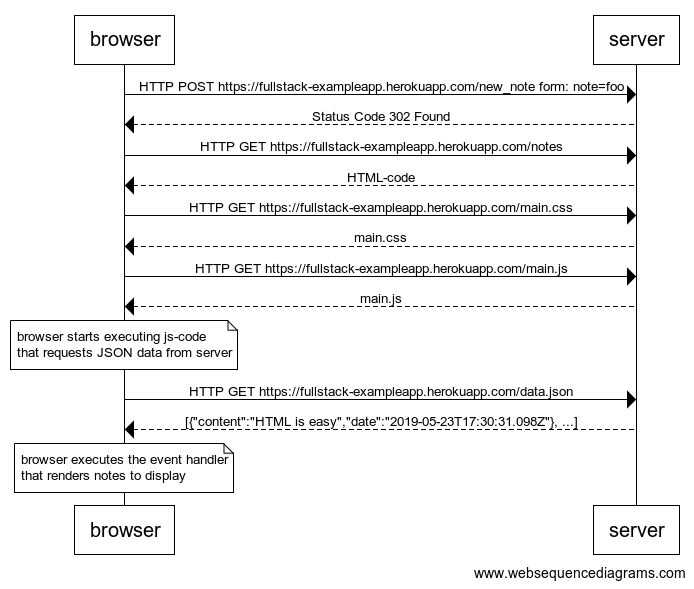 browser
server
HTTP POST https://fullstack-exampleapp.herokuapp.com/new_note form: note=foo
Status Code 302 Found
HTTP GET https://fullstack-exampleapp.herokuapp.com/notes
HTML-code
HTTP GET https://fullstack-exampleapp.herokuapp.com/main.css
main.css
HTTP GET https://fullstack-exampleapp.herokuapp.com/main.js
main.js
browser starts executing js-code
that requests JSON data from server
HTTP GET https://fullstack-exampleapp.herokuapp.com/data.json
[{"content":"HTML is easy","date":"2019-05-23T17:30:31.098Z"}, ...]
browser executes the event handler
that renders notes to display
browser
server
www.websequencediagrams.com